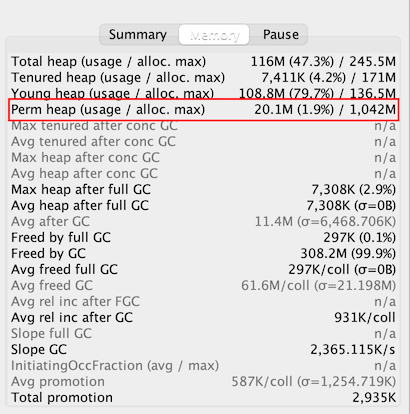 Summary Memory Pause
Total heap (usage / alloc. max) 116M (47.3%) / 245.5M
Tenured heap (usage / alloc. max) 7,411K (4.2%) / 171M
Young heap (usage / alloc. max) 108.8M (79.7%) / 136.5M
Perm heap (usage / alloc. max) 20.1M (1.9%) / 1,042M
Max tenured after conc GC n/a
Avg tenured after conc GC n/a
Max heap after conc GC n/a
Avg heap after conc GC n/a
Max heap after full GC 7,308K (2.9%)
Avg heap after full GC 7,308K (σ=0B)
Avg after GC 11.4M (σ=6,468.706K)
Freed by full GC 297K (0.1%)
Freed by GC 308.2M (99.9%)
Avg freed full GC 297K/coll (σ=0B)
Avg freed GC 61.6M/coll (σ=21.198M)
Avg rel inc after FGC n/a
Avg rel inc after GC 931K/coll
Slope full GC n/a
Slope GC 2,365.115K/s
InitiatingOccFraction (avg / max) n/a
Avg promotion 587K/coll (σ=1,254.719K)
Total promotion 2,935K